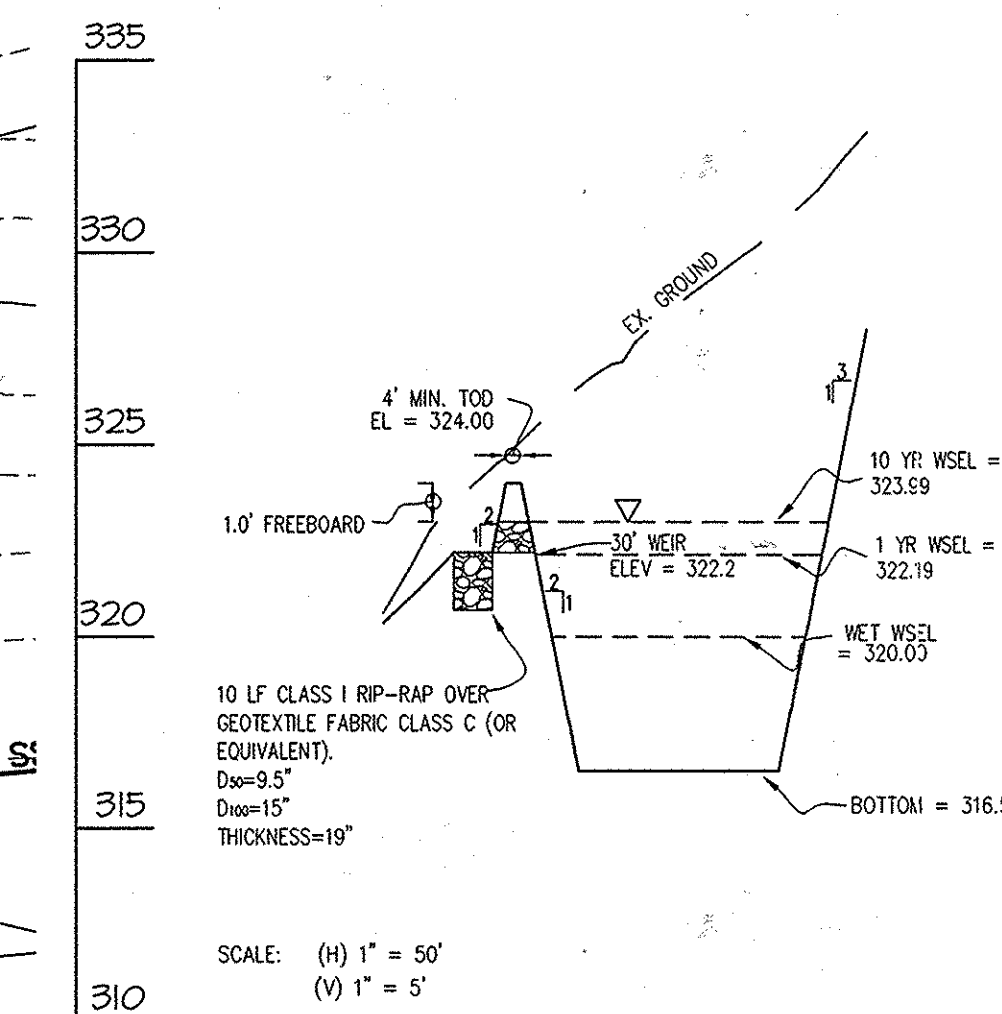 335
330
325
320
315
310
EX. GROUND
4' MIN. TOD
EL = 324.00
1.0' FREEBOARD
2
1
3
1
10 YR WSEL =
323.99
30' WEIR
ELEV = 322.2
1 YR WSEL =
322.19
2
1
WET WSEL
= 320.00
10 LF CLASS I RIP-RAP OVER
GEOTEXTILE FABRIC CLASS C (OR
EQUIVALENT).
D50=9.5"
D100=15"
THICKNESS=19"
BOTTOM = 316.5
SCALE: (H) 1" = 50'
(V) 1" = 5'